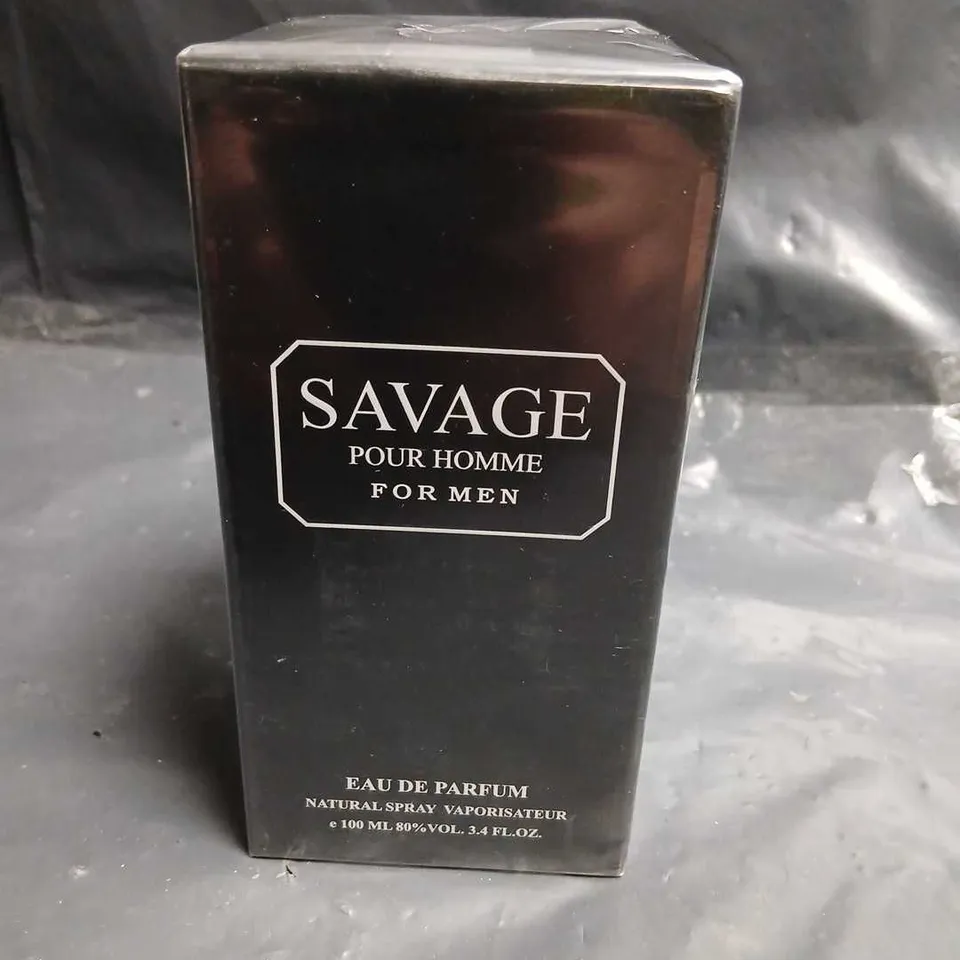 SAVAGE
POUR HOMME
FOR MEN
EAU DE PARFUM
NATURAL SPRAY VAPORISATEUR
e 100 ML 80%VOL. 3.4 FL.OZ.